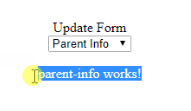 Update Form
Parent Info
parent-info works!